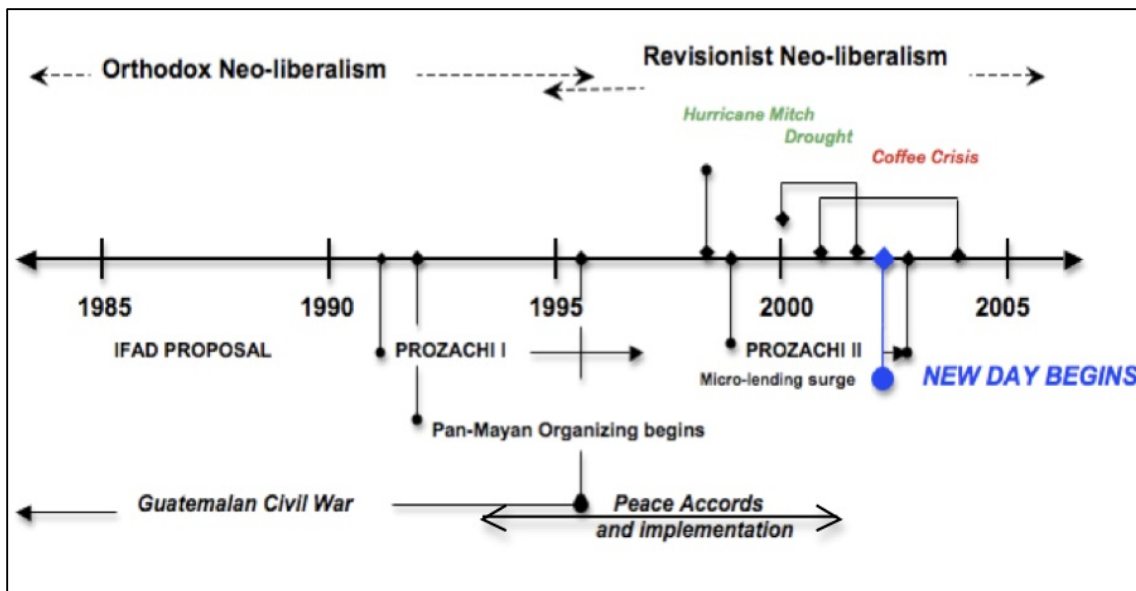 Orthodox Neo-liberalism
Revisionist Neo-liberalism
Hurricane Mitch
Drought
Coffee Crisis
1985
1990
1995
2000
2005
IFAD PROPOSAL
PROZACHI I
PROZACHI II
Micro-lending surge
NEW DAY BEGINS
Pan-Mayan Organizing begins
Guatemalan Civil War
Peace Accords
and implementation